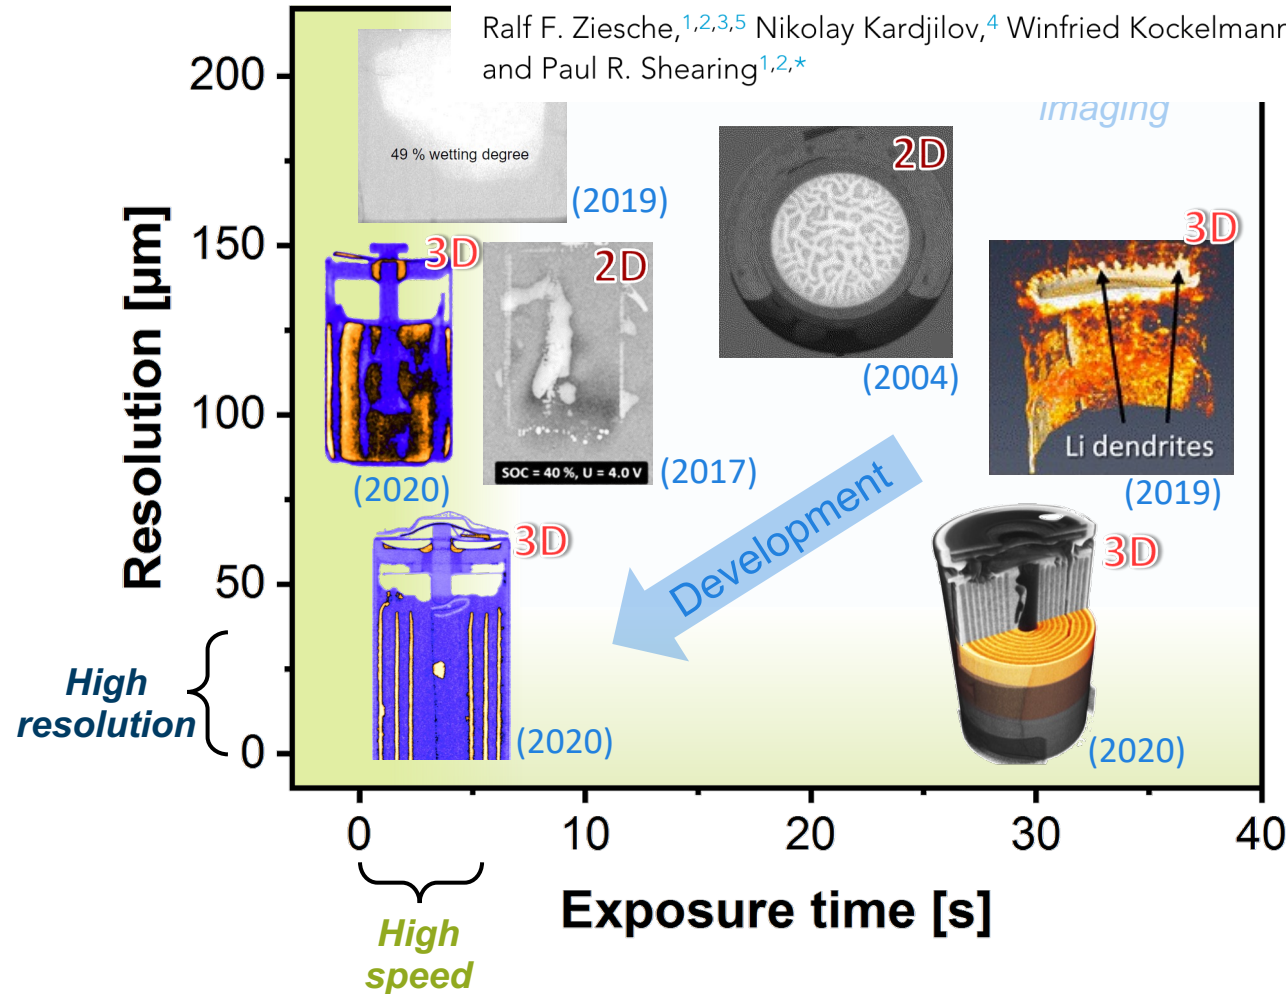 Ralf F. Ziesche,1,2,3,5 Nikolay Kardjilov,4 Winfried Kockelmann
and Paul R. Shearing1,2,*
imaging
200
150
100
50
0
Resolution [µm]
49 % wetting degree
(2019)
2D
(2004)
3D
Li dendrites
(2019)
3D
(2020)
2D
SOC = 40 %, U = 4.0 V
(2017)
Development
3D
(2020)
3D
(2020)
High
resolution
0
10
20
30
40
Exposure time [s]
High
speed